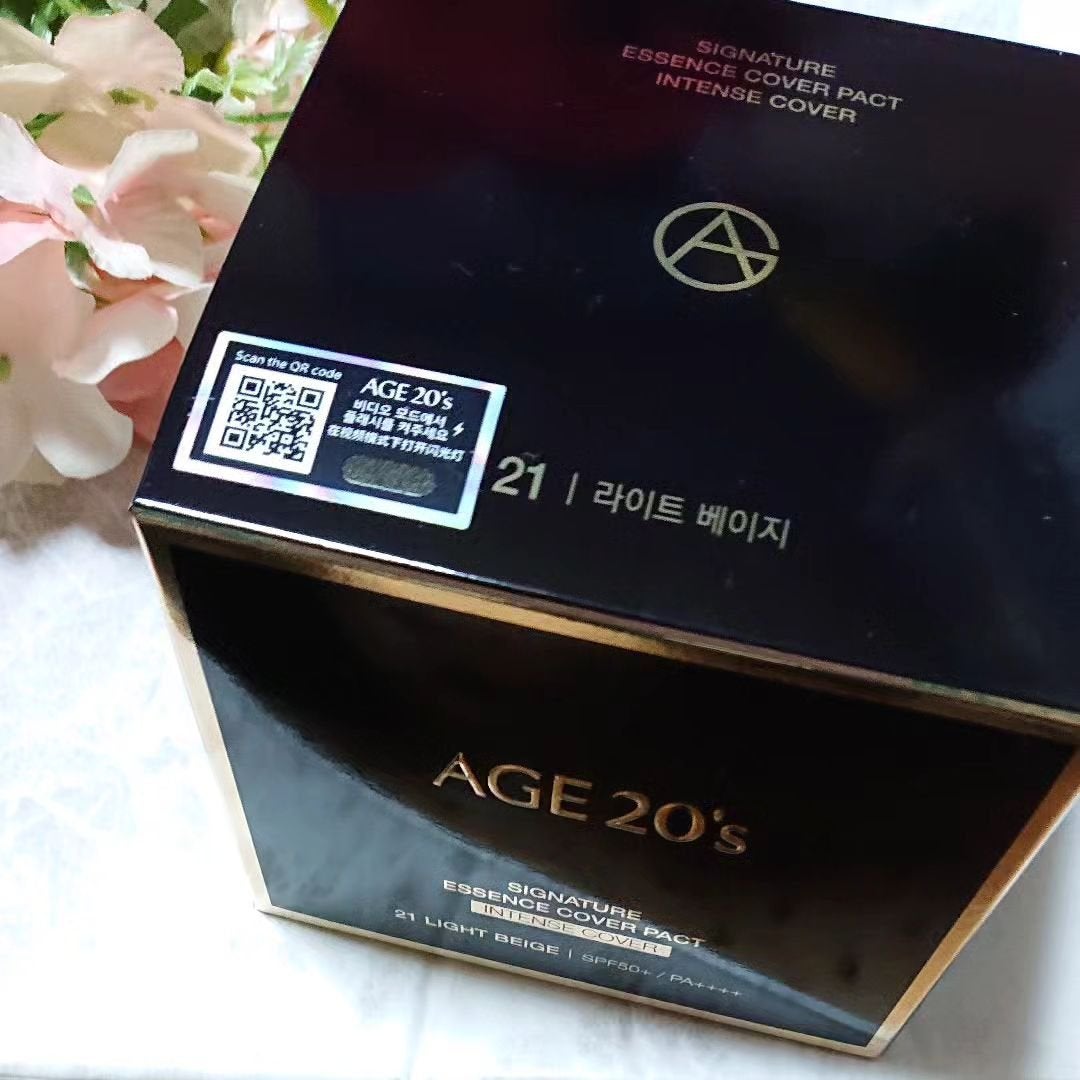 SIGNATURE
ESSENCE COVER PACT
INTENSE COVER
AG
Scan the QR code
AGE 20's
비디오 모드에서
플래시를 켜주세요
在视频模式下打开闪光灯
21 | 라이트 베이지
AGE 20's
SIGNATURE
ESSENCE COVER PACT
INTENSE COVER
21 LIGHT BEIGE | SPF50+ / PA++++